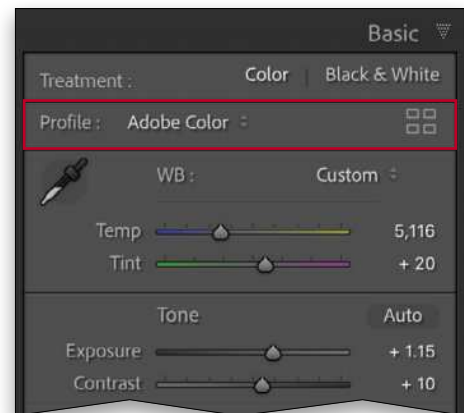 Basic
Treatment : Color | Black & White
Profile : Adobe Color
WB : Custom
Temp 5,116
Tint + 20
Tone Auto
Exposure + 1.15
Contrast + 10